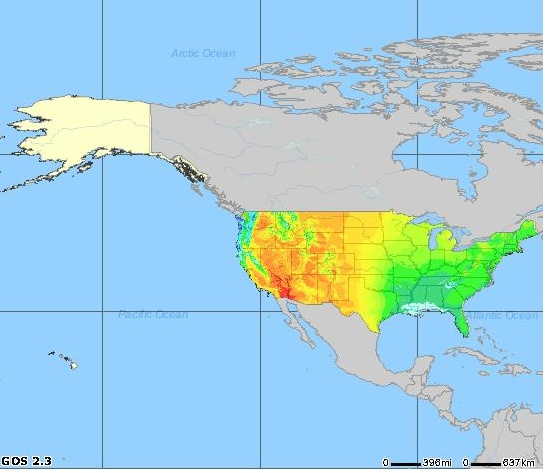 Arctic Ocean
Pacific Ocean
Atlantic Ocean
GOS 2.3
0 396mi 0 637km